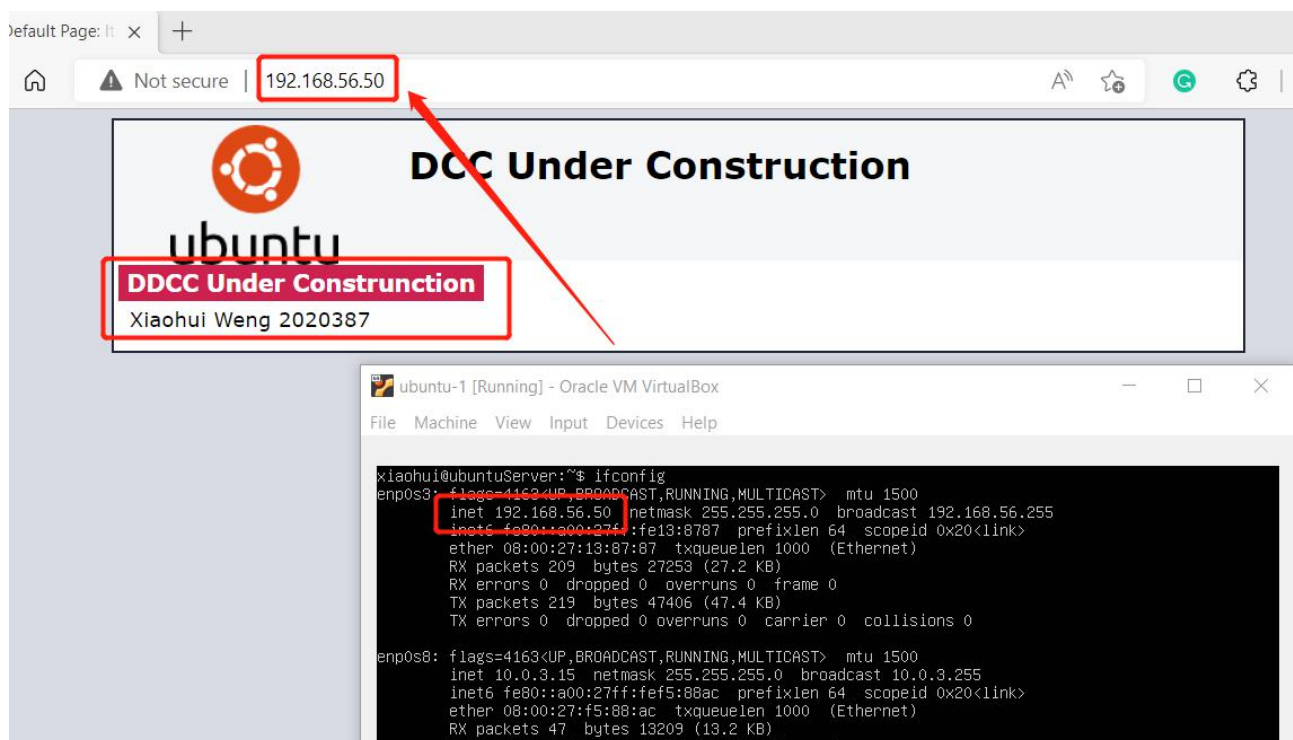 Default Page: It
Not secure | 192.168.56.50
DCC Under Construction
ubuntu
DDCC Under Construnction
Xiaohui Weng 2020387
ubuntu-1 [Running] - Oracle VM VirtualBox
File Machine View Input Devices Help
xiaohui@ubuntuServer:~$ ifconfig
enp0s3: flags=4163<UP,BROADCAST,RUNNING,MULTICAST> mtu 1500
inet 192.168.56.50 netmask 255.255.255.0 broadcast 192.168.56.255
inet6 fe80::a00:27ff:fe13:8787 prefixlen 64 scopeid 0x20<link>
ether 08:00:27:13:87:87 txqueuelen 1000 (Ethernet)
RX packets 209 bytes 27253 (27.2 KB)
RX errors 0 dropped 0 overruns 0 frame 0
TX packets 219 bytes 47406 (47.4 KB)
TX errors 0 dropped 0 overruns 0 carrier 0 collisions 0
enp0s8: flags=4163<UP,BROADCAST,RUNNING,MULTICAST> mtu 1500
inet 10.0.3.15 netmask 255.255.255.0 broadcast 10.0.3.255
inet6 fe80::a00:27ff:fef5:88ac prefixlen 64 scopeid 0x20<link>
ether 08:00:27:f5:88:ac txqueuelen 1000 (Ethernet)
RX packets 47 bytes 13209 (13.2 KB)